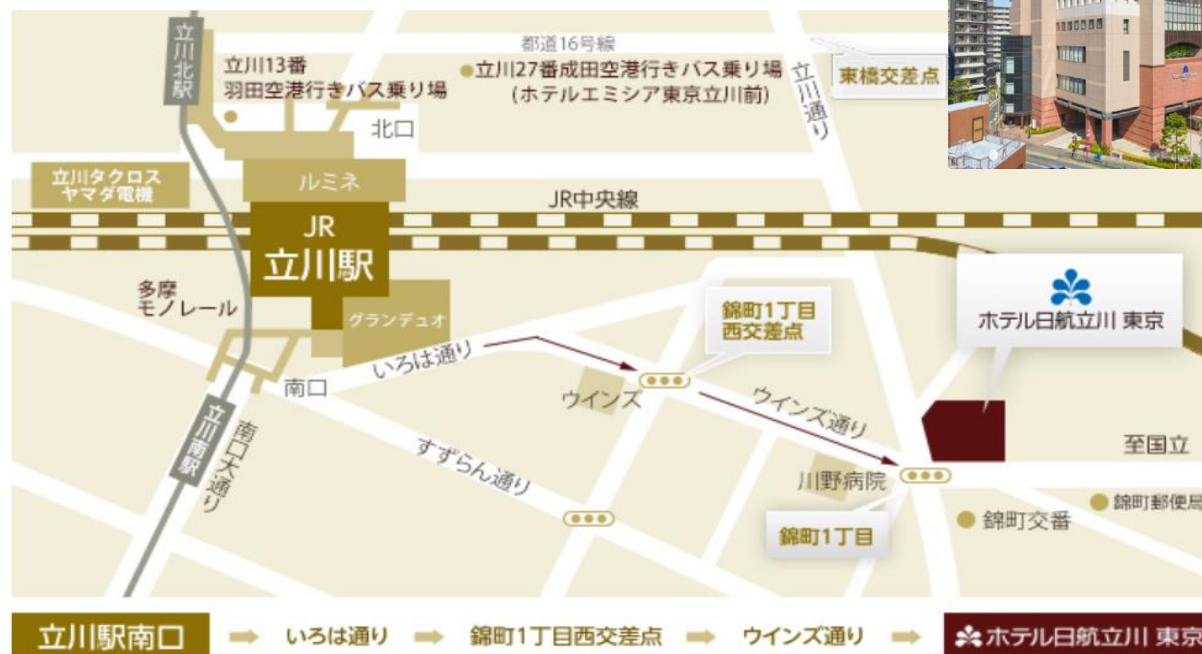 立川北駅
立川13番
羽田空港行きバス乗り場
都道16号線
立川27番成田空港行きバス乗り場
(ホテルエミシア東京立川前)
立川通り
東橋交差点
北口
立川タクロス
ヤマダ電機
ルミネ
JR中央線
JR
立川駅
多摩
モノレール
グランデュオ
錦町1丁目
西交差点
ホテル日航立川 東京
いろは通り
南口
ウインズ
ウインズ通り
立川南駅
南口大通り
すずらん通り
川野病院
至国立
錦町郵便局
錦町交番
錦町1丁目
立川駅南口 いろは通り 錦町1丁目西交差点 ウインズ通り ホテル日航立川 東京